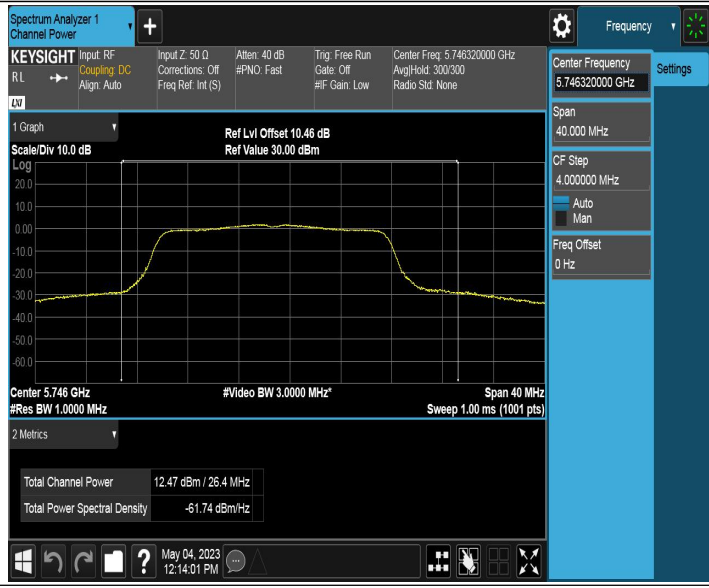 Spectrum Analyzer 1
Channel Power
+
Frequency
KEYSIGHT
RL
LXI
Input: RF
Coupling: DC
Align: Auto
Input Z: 50 Ω
Corrections: Off
Freq Ref: Int (S)
Atten: 40 dB
#PNO: Fast
Trig: Free Run
Gate: Off
#IF Gain: Low
Center Freq: 5.746320000 GHz
Avg|Hold: 300/300
Radio Std: None
Center Frequency
5.746320000 GHz
Settings
Span
40.000 MHz
CF Step
4.000000 MHz
Auto
Man
Freq Offset
0 Hz
1 Graph
Scale/Div 10.0 dB
Ref Lvl Offset 10.46 dB
Ref Value 30.00 dBm
Log
20.0
10.0
0.00
-10.0
-20.0
-30.0
-40.0
-50.0
-60.0
Center 5.746 GHz
#Video BW 3.0000 MHz*
Span 40 MHz
#Res BW 1.0000 MHz
Sweep 1.00 ms (1001 pts)
2 Metrics
Total Channel Power 12.47 dBm / 26.4 MHz
Total Power Spectral Density -61.74 dBm/Hz
?
May 04, 2023
12:14:01 PM